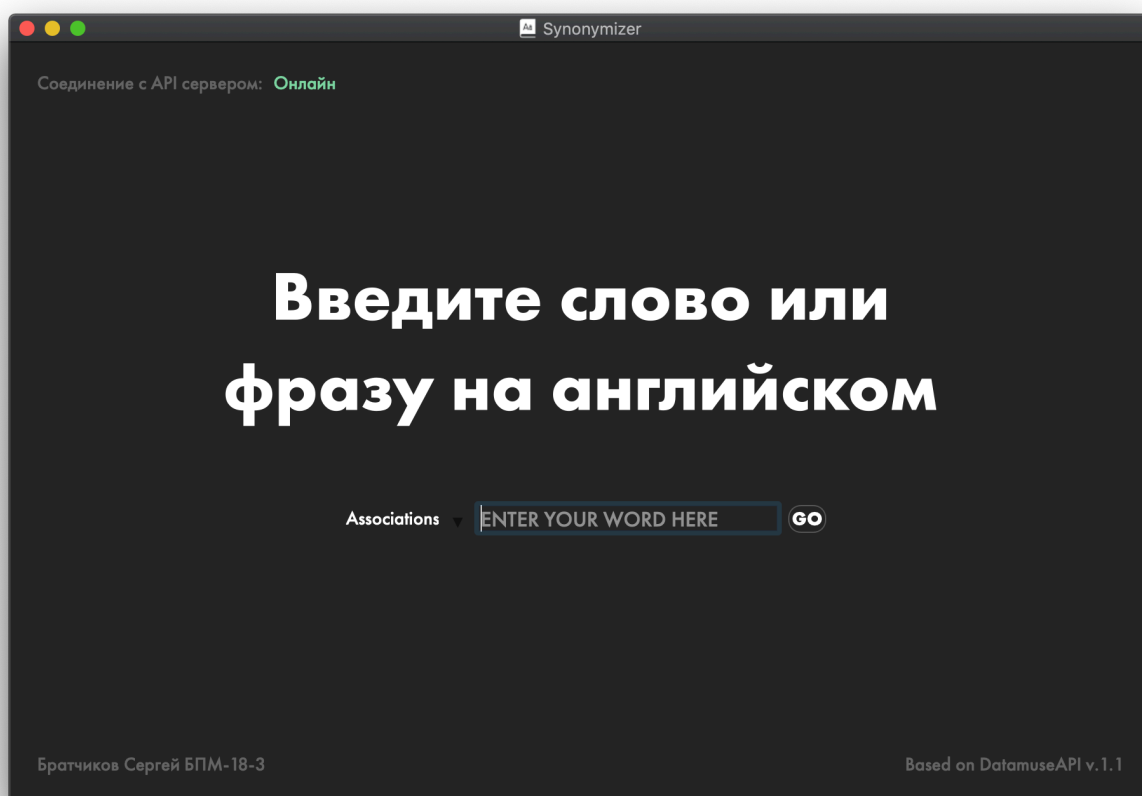 Synonymizer
Соединение с API сервером: Онлайн
Введите слово или
фразу на английском
Associations ENTER YOUR WORD HERE GO
Братчиков Сергей БПМ-18-3 Based on DatamuseAPI v.1.1